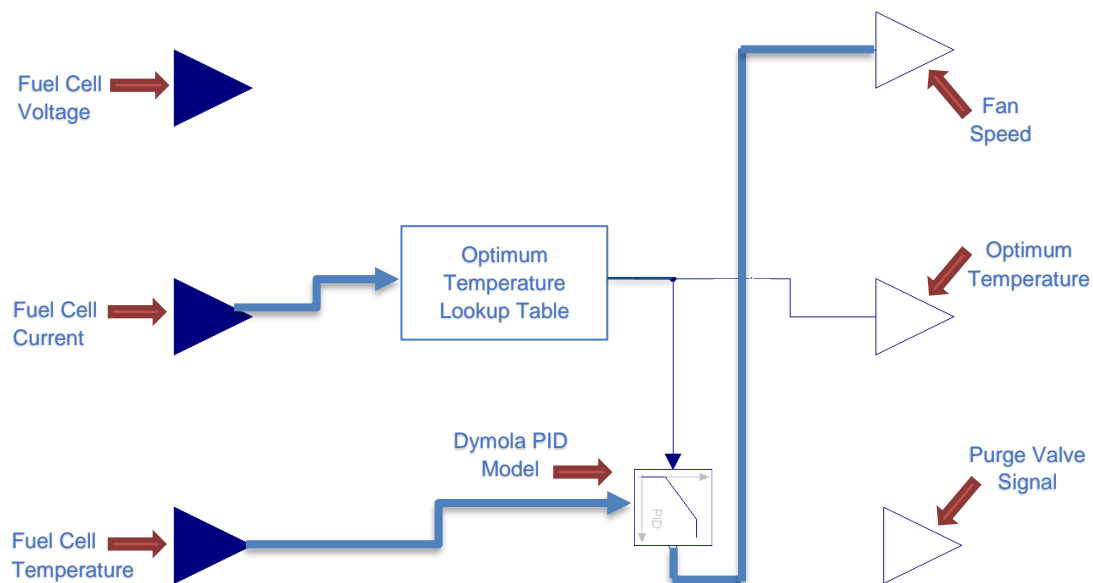 Fuel Cell
Voltage
Fan
Speed
Optimum
Temperature
Lookup Table
Optimum
Temperature
Fuel Cell
Current
Dymola PID
Model
Purge Valve
Signal
PID
Fuel Cell
Temperature